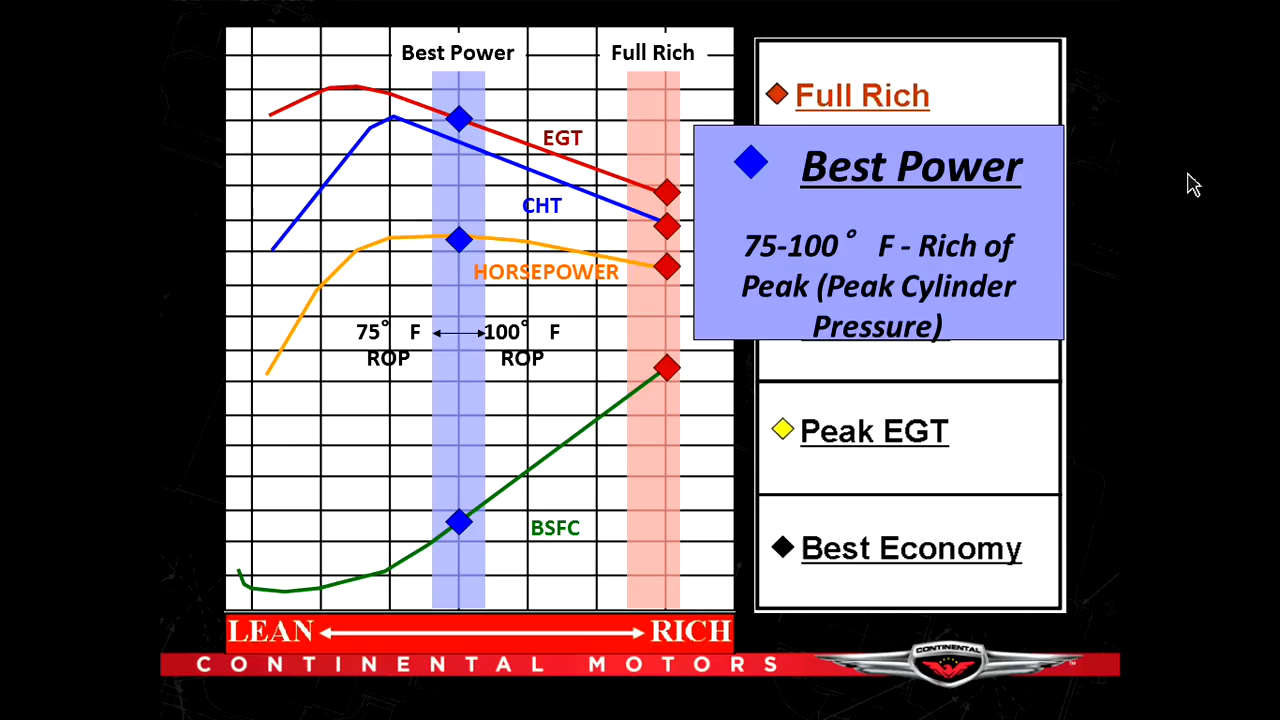 Best Power
Full Rich
EGT
CHT
HORSEPOWER
75° F
ROP
100° F
ROP
BSFC
LEAN
RICH
Full Rich
Best Power
75-100° F - Rich of
Peak (Peak Cylinder
Pressure)
Peak EGT
Best Economy
CONTINENTAL MOTORS
CONTINENTAL